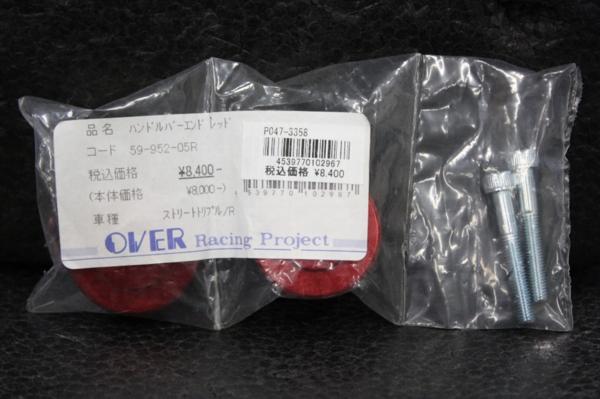 品名 ハンドルバーエンド レッド
コード 59-952-05R
税込価格 ¥8,400-
(本体価格 ¥8,000-)
車種 ストリートトリプル/R
OVER Racing Project
P047-3358
4539770102967
税込価格 ¥8,400
539770 102967